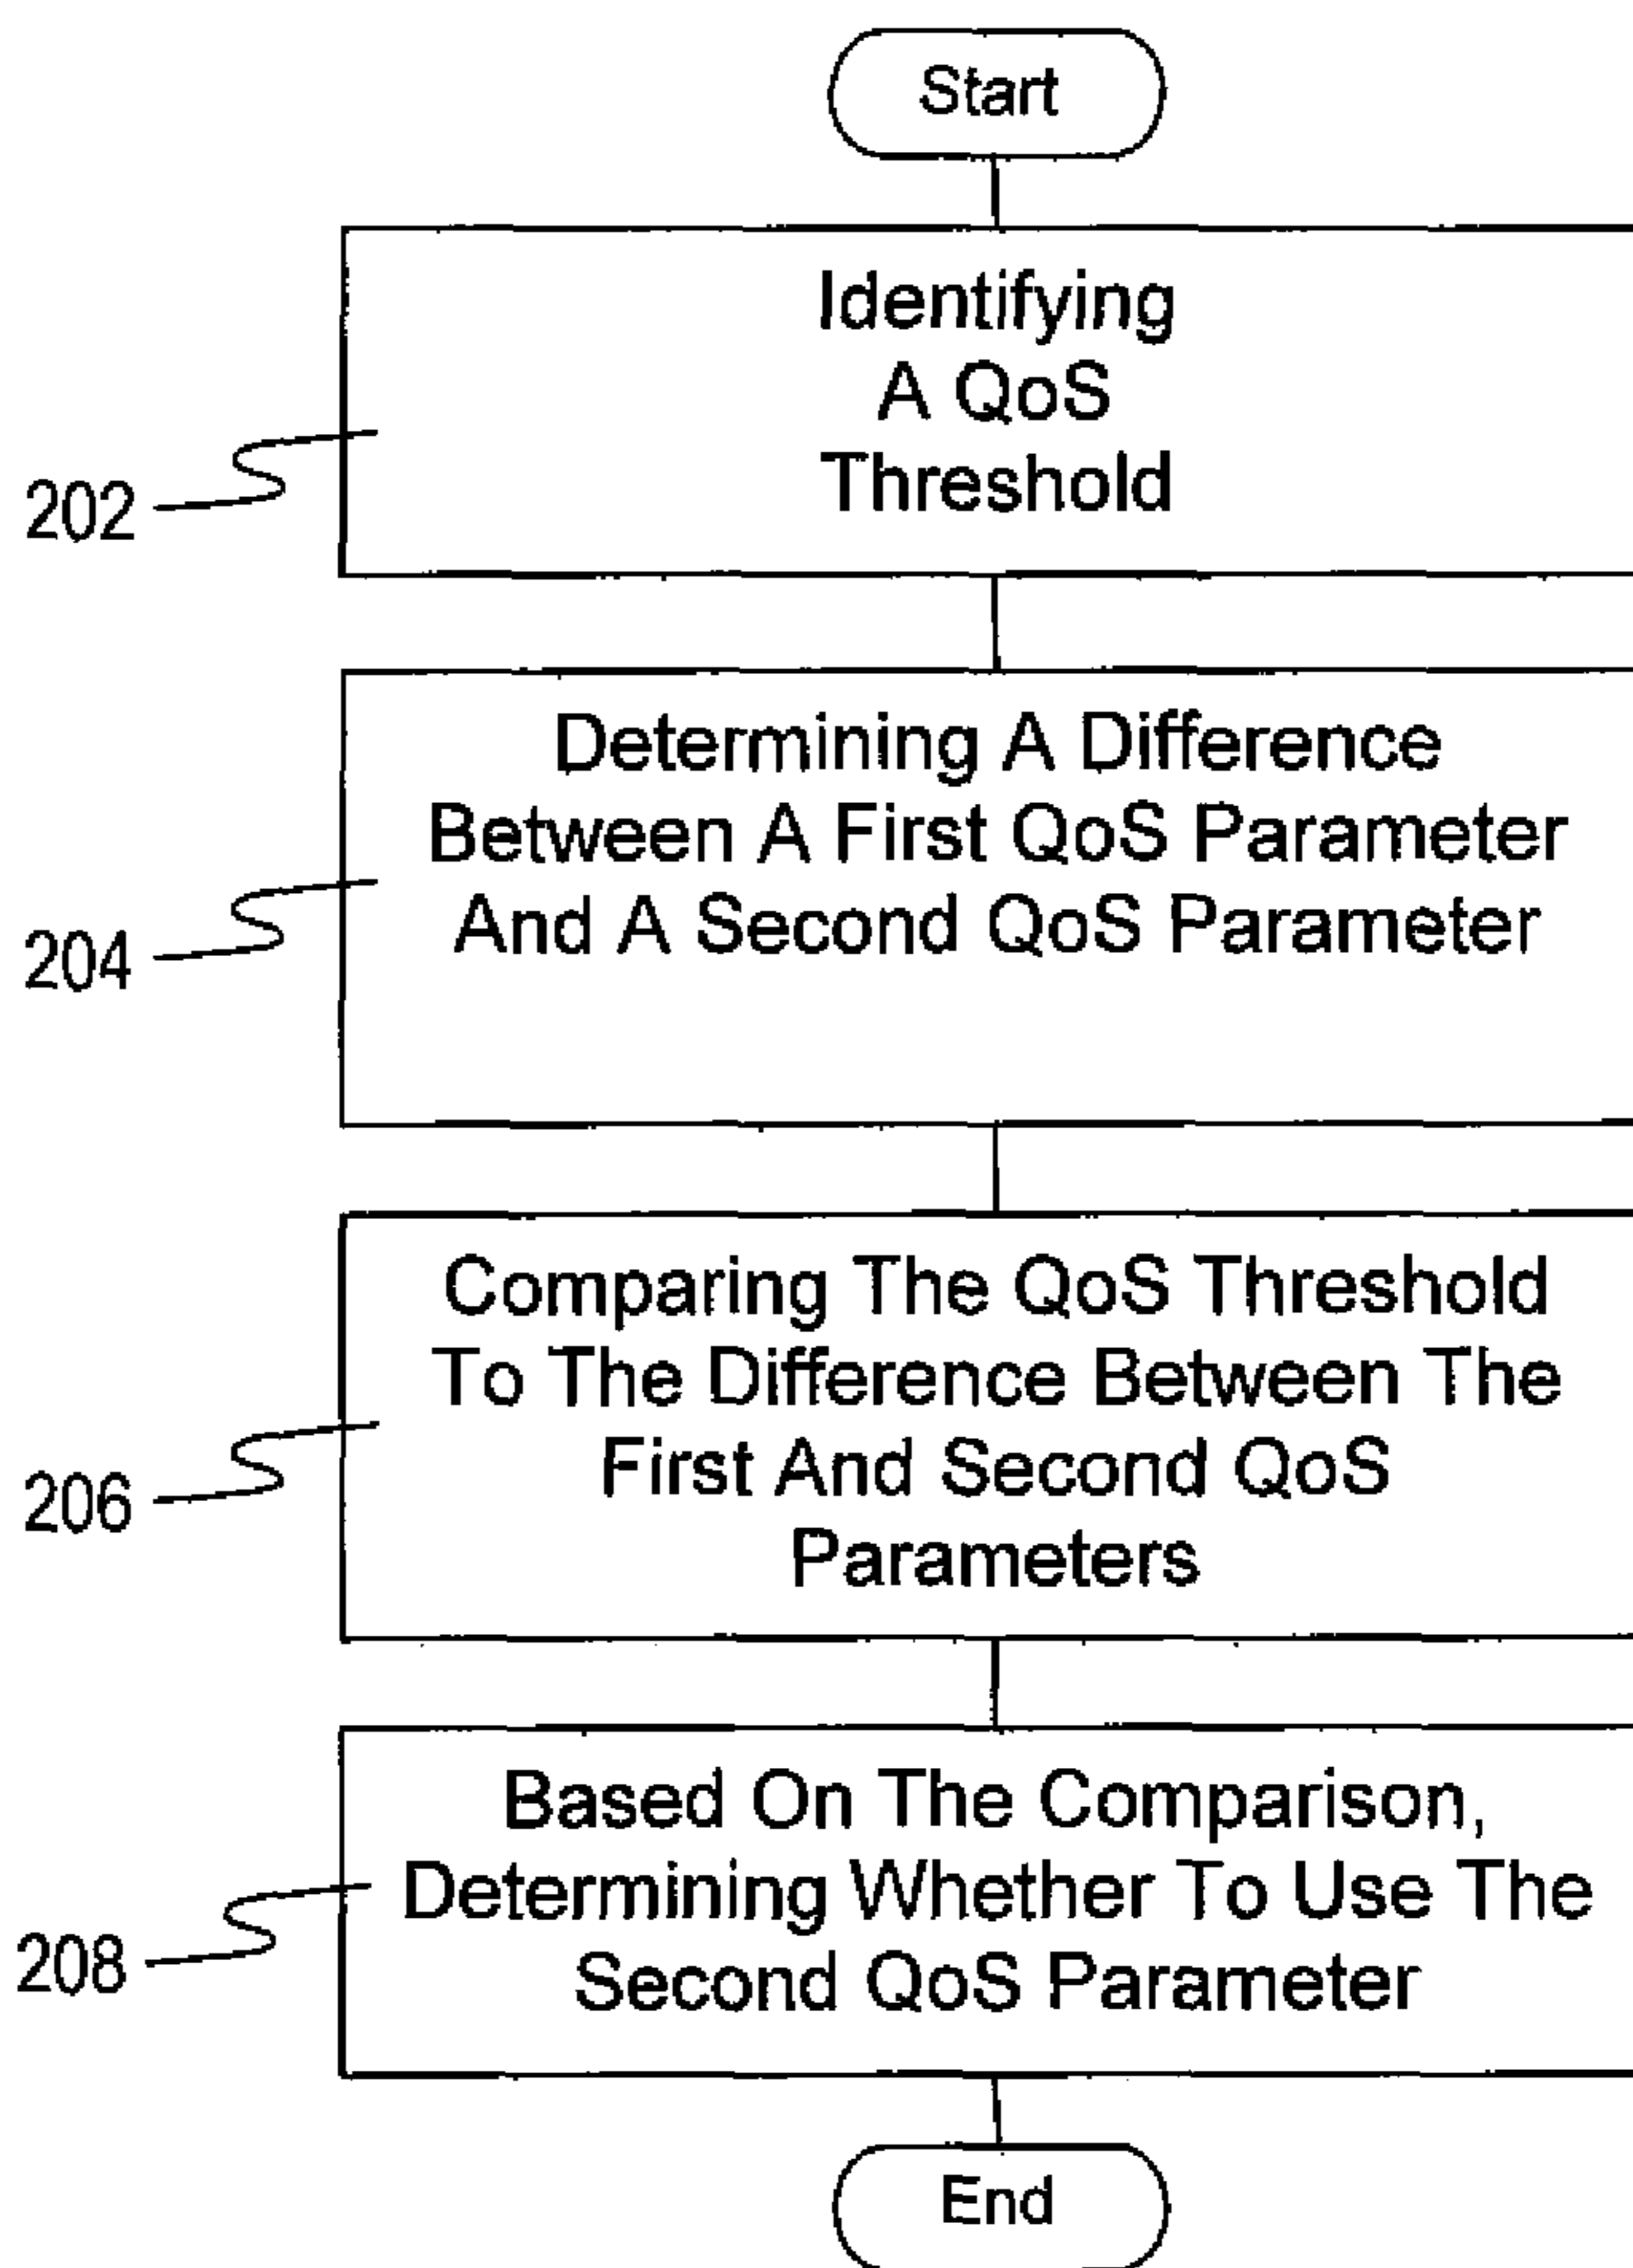 Start
Identifying
A QoS
Threshold
202
Determining A Difference
Between A First QoS Parameter
And A Second QoS Parameter
204
Comparing The QoS Threshold
To The Difference Between The
First And Second QoS
Parameters
206
Based On The Comparison,
Determining Whether To Use The
Second QoS Parameter
208
End